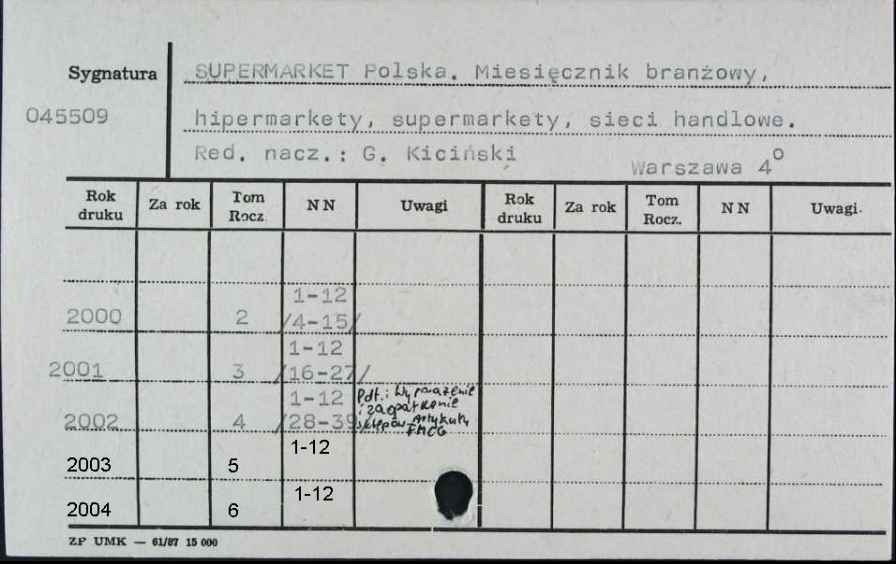 Sygnatura
SUPERMARKET Polska. Miesięcznik branżowy,
045509
hipermarkety, supermarkety, sieci handlowe.
Red. nacz.: G. Kiciński
Warszawa 4°
Rok druku Za rok Tom Rocz. NN Uwagi Rok druku Za rok Tom Rocz. NN Uwagi.
1-12
2000 2 /4-15/
1-12
2001 3 /16-27/
1-12 Pdt.: Wyposażenie
i zaopatrzenie
2002 4 /28-39/ sklepów. Artykuły
FMCG
1-12
2003 5
1-12
2004 6
ZP UMK — 61/87 15 000